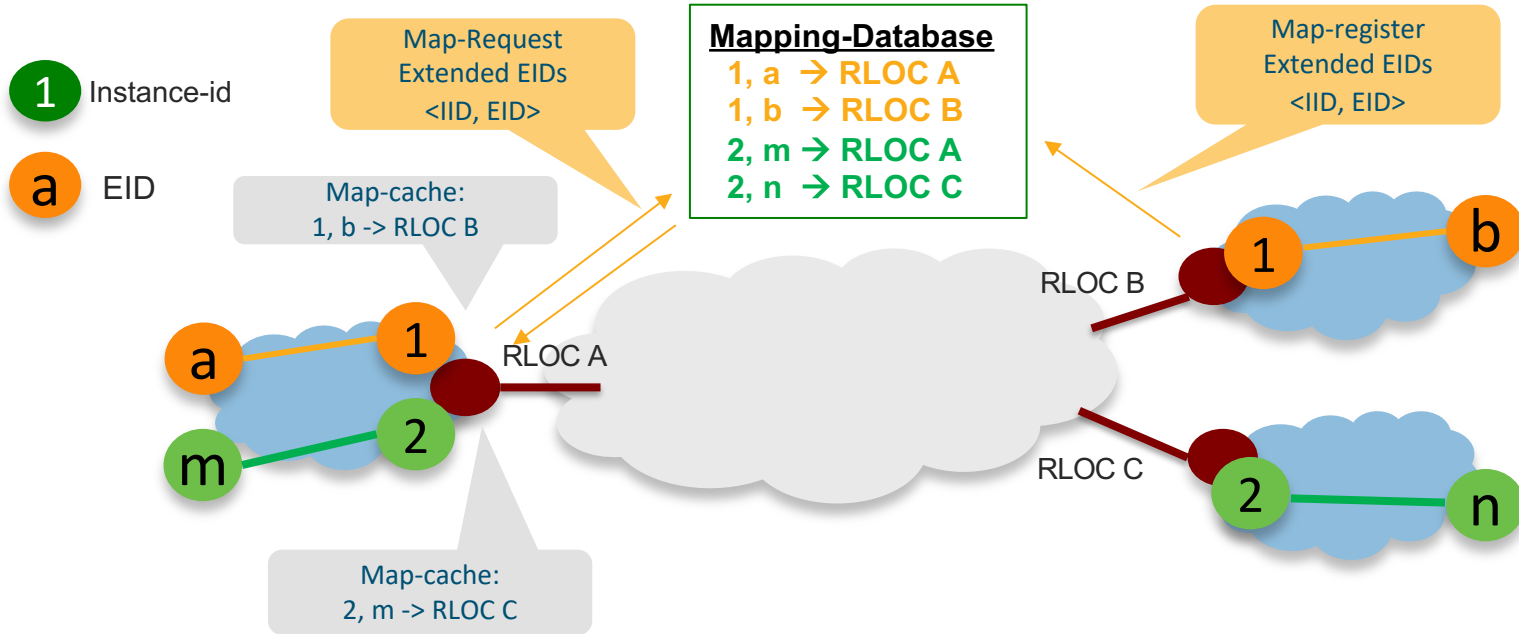 1
Instance-id
a
EID
Map-Request
Extended EIDs
<IID, EID>
Mapping-Database
1, a → RLOC A
1, b → RLOC B
2, m → RLOC A
2, n → RLOC C
Map-register
Extended EIDs
<IID, EID>
Map-cache:
1, b -> RLOC B
a
1
m
2
RLOC A
RLOC B
1
b
RLOC C
2
n
Map-cache:
2, m -> RLOC C